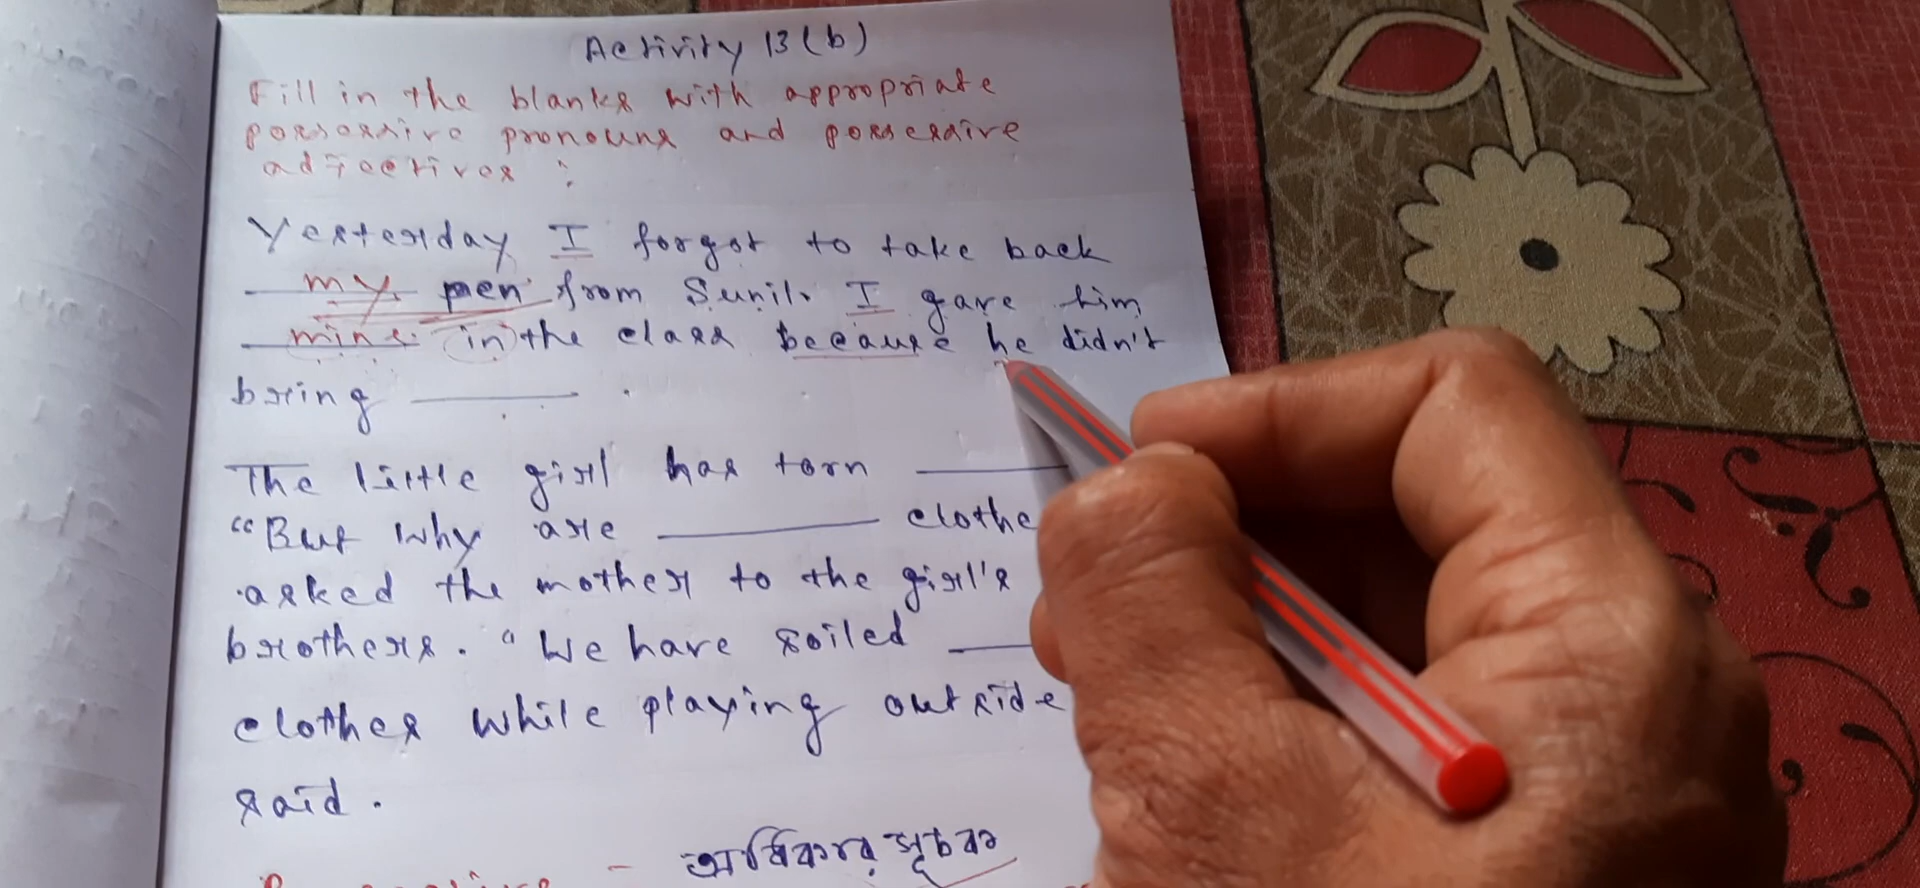 Activity 13(b)
Fill in the blanks with appropriate
possessive pronouns and possessive
adjectives :
Yesterday I forgot to take back
my pen from Sunil. I gave him
mine in the class because he didn't
bring ______ .
The little girl has torn ______
"But why are ______ clothe
asked the mother to the girl's
brothers. "We have soiled ______
clothes while playing outside
said.
- অধিকার সূচক